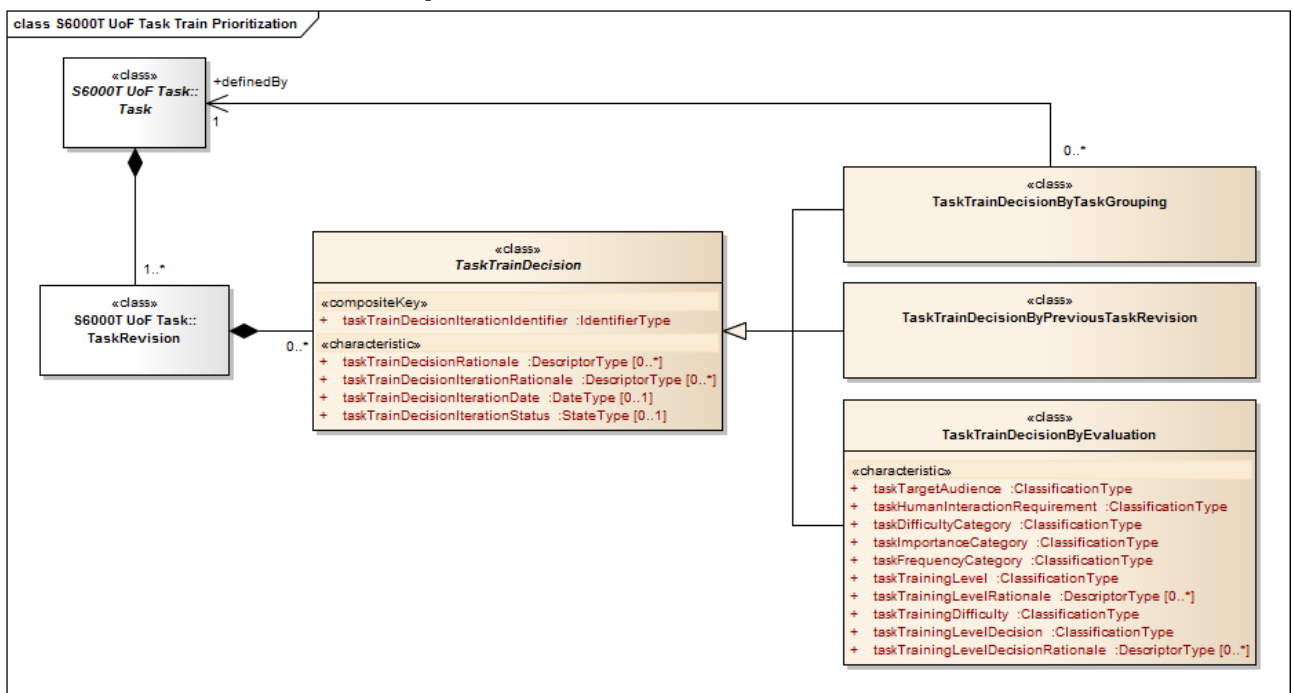 class S6000T UoF Task Train Prioritization
«class»
S6000T UoF Task::
Task
+definedBy
1
0..*
«class»
TaskTrainDecisionByTaskGrouping
1..*
«class»
S6000T UoF Task::
TaskRevision
0..*
«class»
TaskTrainDecision
«compositeKey»
+ taskTrainDecisionIterationIdentifier :IdentifierType
«characteristic»
+ taskTrainDecisionRationale :DescriptorType [0..*]
+ taskTrainDecisionIterationRationale :DescriptorType [0..*]
+ taskTrainDecisionIterationDate :DateType [0..1]
+ taskTrainDecisionIterationStatus :StateType [0..1]
«class»
TaskTrainDecisionByPreviousTaskRevision
«class»
TaskTrainDecisionByEvaluation
«characteristic»
+ taskTargetAudience :ClassificationType
+ taskHumanInteractionRequirement :ClassificationType
+ taskDifficultyCategory :ClassificationType
+ taskImportanceCategory :ClassificationType
+ taskFrequencyCategory :ClassificationType
+ taskTrainingLevel :ClassificationType
+ taskTrainingLevelRationale :DescriptorType [0..*]
+ taskTrainingDifficulty :ClassificationType
+ taskTrainingLevelDecision :ClassificationType
+ taskTrainingLevelDecisionRationale :DescriptorType [0..*]